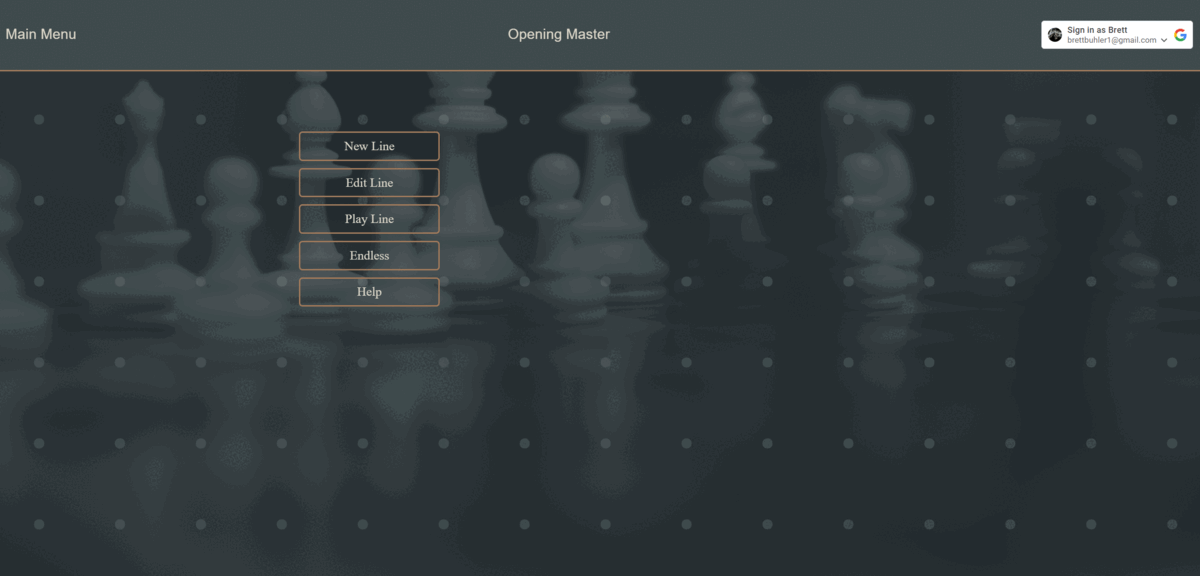 Main Menu
Opening Master
Sign in as Brett
brettbuhler1@gmail.com
New Line
Edit Line
Play Line
Endless
Help